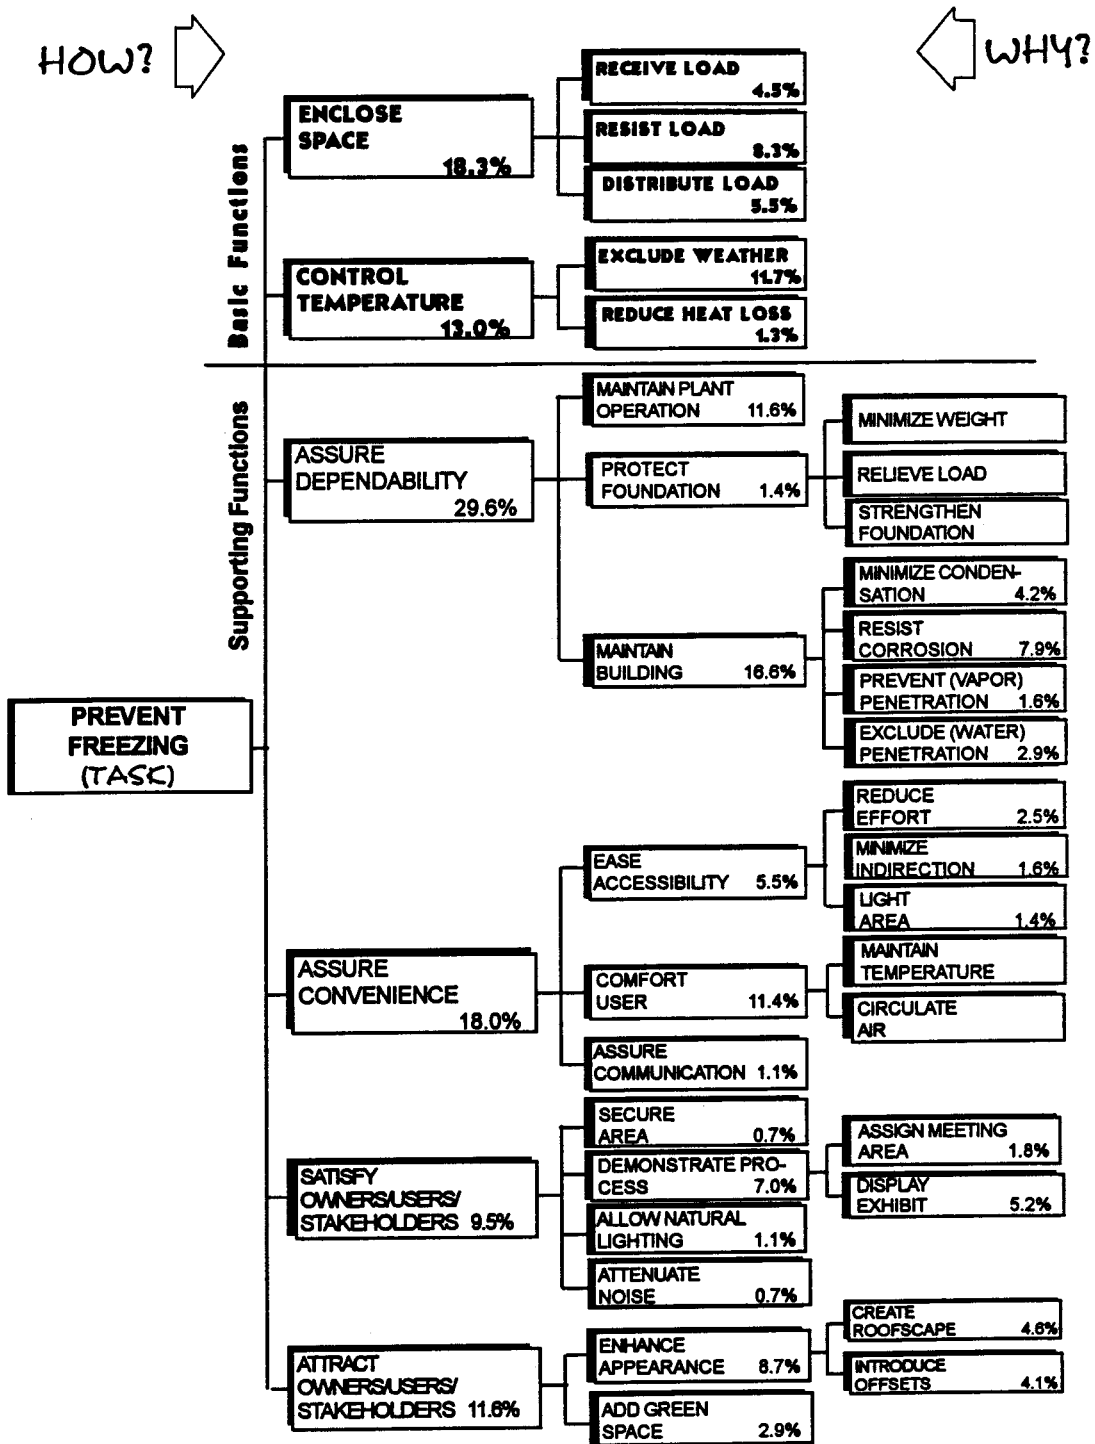 HOW?
WHY?
Basic Functions
Supporting Functions
PREVENT
FREEZING
(TASK)
ENCLOSE
SPACE
18.3%
RECEIVE LOAD
4.5%
RESIST LOAD
8.3%
DISTRIBUTE LOAD
5.5%
CONTROL
TEMPERATURE
13.0%
EXCLUDE WEATHER
11.7%
REDUCE HEAT LOSS
1.3%
ASSURE
DEPENDABILITY
29.6%
MAINTAIN PLANT
OPERATION 11.6%
PROTECT
FOUNDATION 1.4%
MINIMIZE WEIGHT
RELIEVE LOAD
STRENGTHEN
FOUNDATION
MAINTAIN
BUILDING 16.6%
MINIMIZE CONDEN-
SATION 4.2%
RESIST
CORROSION 7.9%
PREVENT (VAPOR)
PENETRATION 1.6%
EXCLUDE (WATER)
PENETRATION 2.9%
ASSURE
CONVENIENCE
18.0%
EASE
ACCESSIBILITY 5.5%
REDUCE
EFFORT 2.5%
MINIMIZE
INDIRECTION 1.6%
LIGHT
AREA 1.4%
COMFORT
USER 11.4%
MAINTAIN
TEMPERATURE
CIRCULATE
AIR
ASSURE
COMMUNICATION 1.1%
SATISFY
OWNERS/USERS/
STAKEHOLDERS 9.5%
SECURE
AREA 0.7%
DEMONSTRATE PRO-
CESS 7.0%
ASSIGN MEETING
AREA 1.8%
DISPLAY
EXHIBIT 5.2%
ALLOW NATURAL
LIGHTING 1.1%
ATTENUATE
NOISE 0.7%
ATTRACT
OWNERS/USERS/
STAKEHOLDERS 11.6%
ENHANCE
APPEARANCE 8.7%
CREATE
ROOFSCAPE 4.6%
INTRODUCE
OFFSETS 4.1%
ADD GREEN
SPACE 2.9%